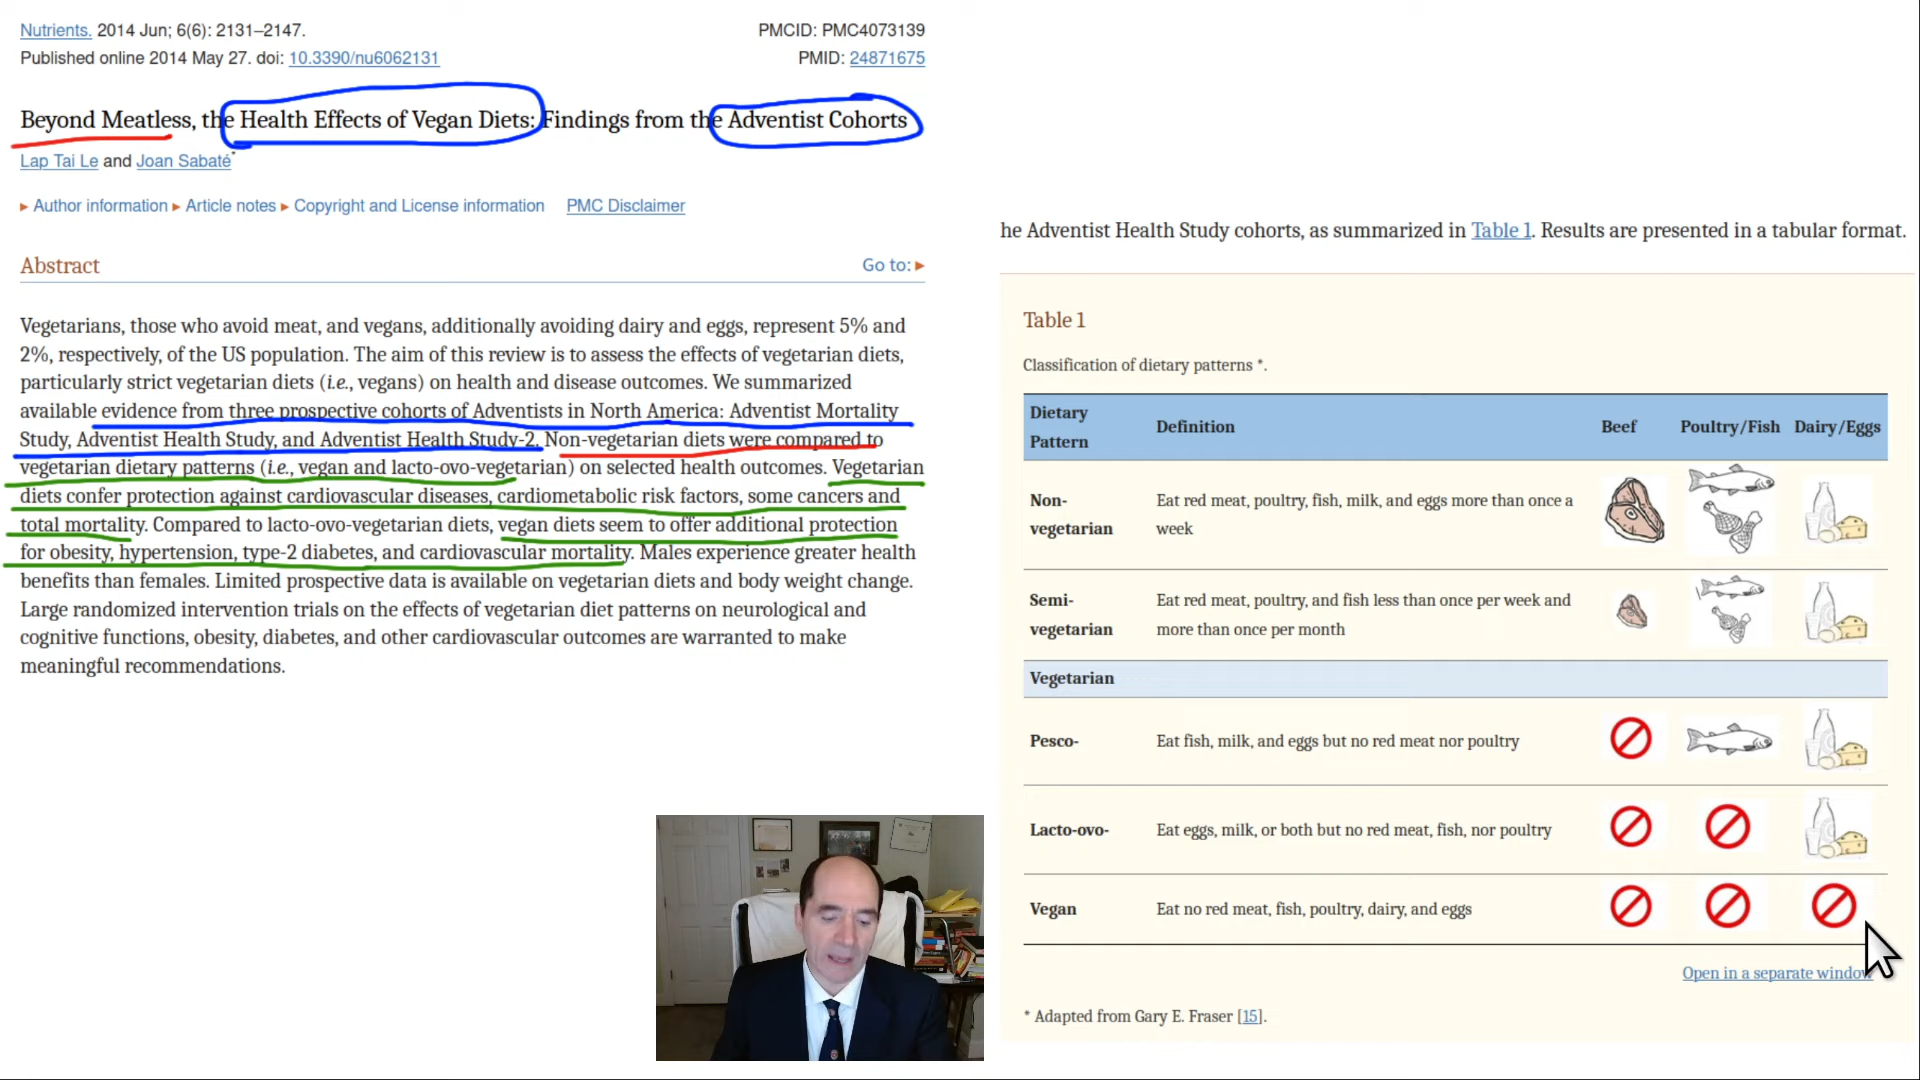 Nutrients. 2014 Jun; 6(6): 2131–2147.
PMCID: PMC4073139
Published online 2014 May 27. doi: 10.3390/nu6062131
PMID: 24871675
Beyond Meatless, the Health Effects of Vegan Diets: Findings from the Adventist Cohorts
Lap Tai Le and Joan Sabaté*
▸ Author information ▸ Article notes ▸ Copyright and License information PMC Disclaimer
Abstract
Go to: ▸
Vegetarians, those who avoid meat, and vegans, additionally avoiding dairy and eggs, represent 5% and
2%, respectively, of the US population. The aim of this review is to assess the effects of vegetarian diets,
particularly strict vegetarian diets (i.e., vegans) on health and disease outcomes. We summarized
available evidence from three prospective cohorts of Adventists in North America: Adventist Mortality
Study, Adventist Health Study, and Adventist Health Study-2. Non-vegetarian diets were compared to
vegetarian dietary patterns (i.e., vegan and lacto-ovo-vegetarian) on selected health outcomes. Vegetarian
diets confer protection against cardiovascular diseases, cardiometabolic risk factors, some cancers and
total mortality. Compared to lacto-ovo-vegetarian diets, vegan diets seem to offer additional protection
for obesity, hypertension, type-2 diabetes, and cardiovascular mortality. Males experience greater health
benefits than females. Limited prospective data is available on vegetarian diets and body weight change.
Large randomized intervention trials on the effects of vegetarian diet patterns on neurological and
cognitive functions, obesity, diabetes, and other cardiovascular outcomes are warranted to make
meaningful recommendations.
he Adventist Health Study cohorts, as summarized in Table 1. Results are presented in a tabular format.
Table 1
Classification of dietary patterns *.
Dietary Pattern Definition Beef Poultry/Fish Dairy/Eggs
Non-vegetarian Eat red meat, poultry, fish, milk, and eggs more than once a
week
Semi-vegetarian Eat red meat, poultry, and fish less than once per week and
more than once per month
Vegetarian
Pesco- Eat fish, milk, and eggs but no red meat nor poultry
Lacto-ovo- Eat eggs, milk, or both but no red meat, fish, nor poultry
Vegan Eat no red meat, fish, poultry, dairy, and eggs
Open in a separate window
* Adapted from Gary E. Fraser [15].